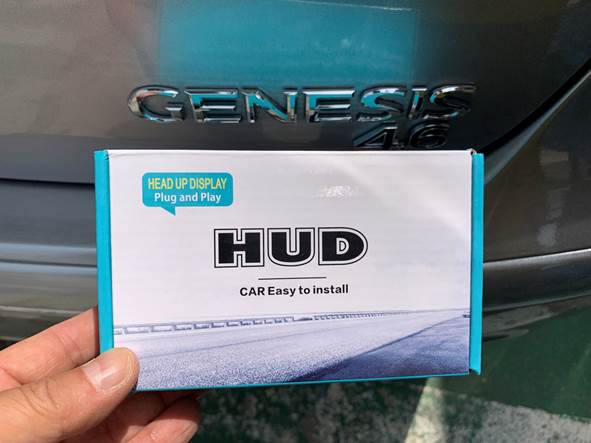 GENESIS
4.6
HEAD UP DISPLAY
Plug and Play
HUD
CAR Easy to install